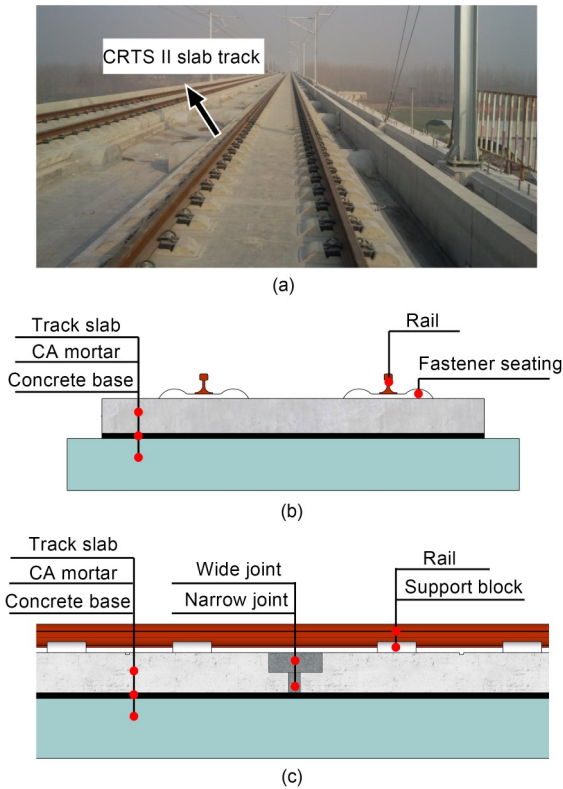 CRTS II slab track
(a)
Track slab
CA mortar
Concrete base
Rail
Fastener seating
(b)
Track slab
CA mortar
Concrete base
Wide joint
Narrow joint
Rail
Support block
(c)